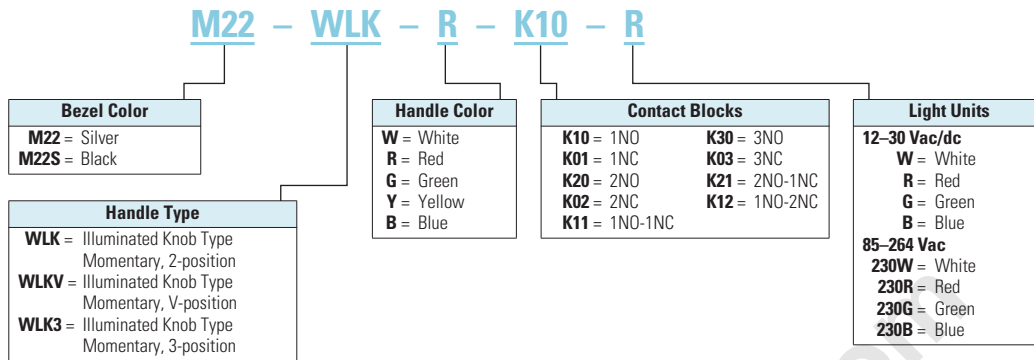 M22 – WLK – R – K10 – R
Bezel Color
M22 = Silver
M22S = Black
Handle Type
WLK = Illuminated Knob Type
Momentary, 2-position
WLKV = Illuminated Knob Type
Momentary, V-position
WLK3 = Illuminated Knob Type
Momentary, 3-position
Handle Color
W = White
R = Red
G = Green
Y = Yellow
B = Blue
Contact Blocks
K10 = 1NO
K01 = 1NC
K20 = 2NO
K02 = 2NC
K11 = 1NO-1NC
K30 = 3NO
K03 = 3NC
K21 = 2NO-1NC
K12 = 1NO-2NC
Light Units
12–30 Vac/dc
W = White
R = Red
G = Green
B = Blue
85–264 Vac
230W = White
230R = Red
230G = Green
230B = Blue